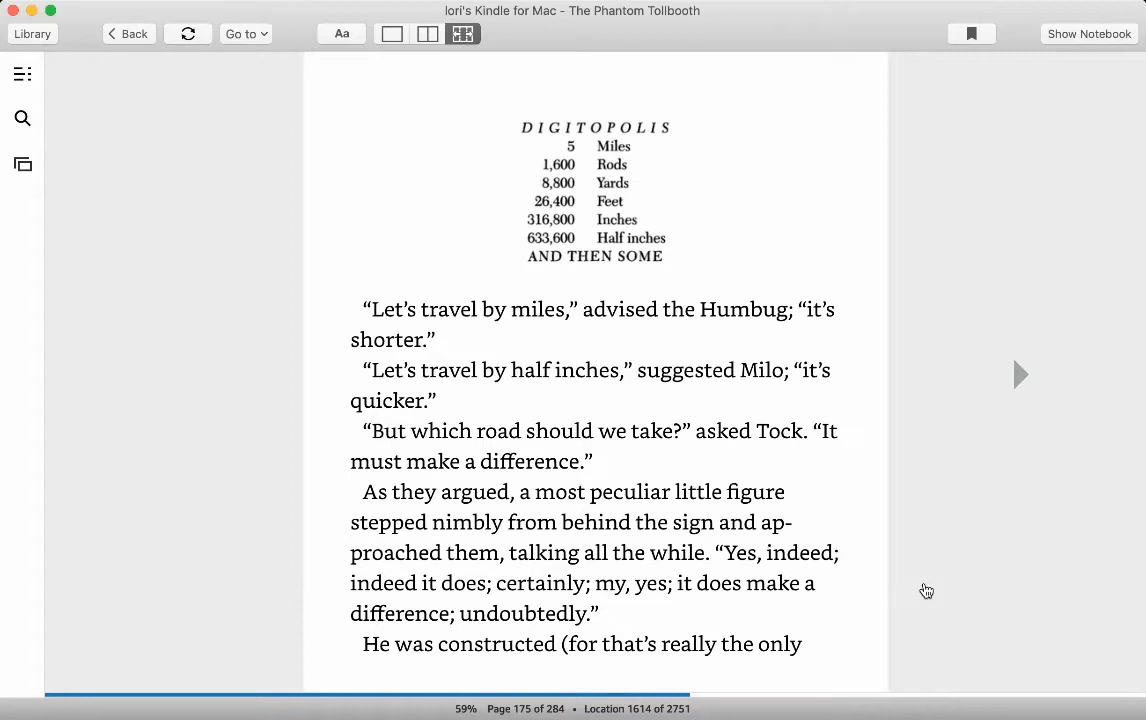 lori's Kindle for Mac - The Phantom Tollbooth
Library
Back
Go to
Aa
Show Notebook
DIGITOPOLIS
5 Miles
1,600 Rods
8,800 Yards
26,400 Feet
316,800 Inches
633,600 Half inches
AND THEN SOME
“Let’s travel by miles,” advised the Humbug; “it’s
shorter.”
“Let’s travel by half inches,” suggested Milo; “it’s
quicker.”
“But which road should we take?” asked Tock. “It
must make a difference.”
As they argued, a most peculiar little figure
stepped nimbly from behind the sign and ap-
proached them, talking all the while. “Yes, indeed;
indeed it does; certainly; my, yes; it does make a
difference; undoubtedly.”
He was constructed (for that’s really the only
59% Page 175 of 284 • Location 1614 of 2751